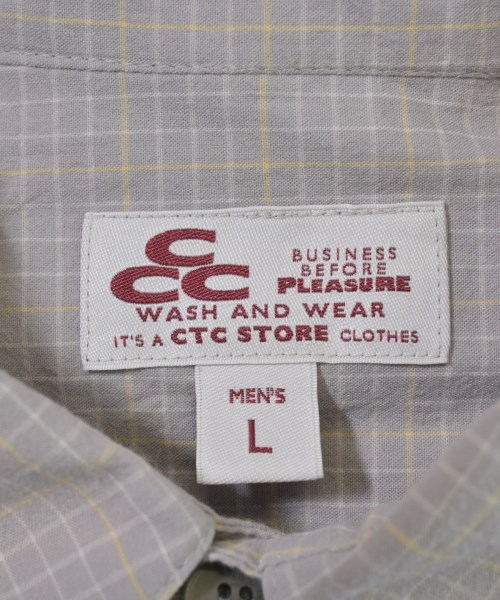 C
CCC
BUSINESS
BEFORE
PLEASURE
WASH AND WEAR
IT'S A CTC STORE CLOTHES
MEN'S
L